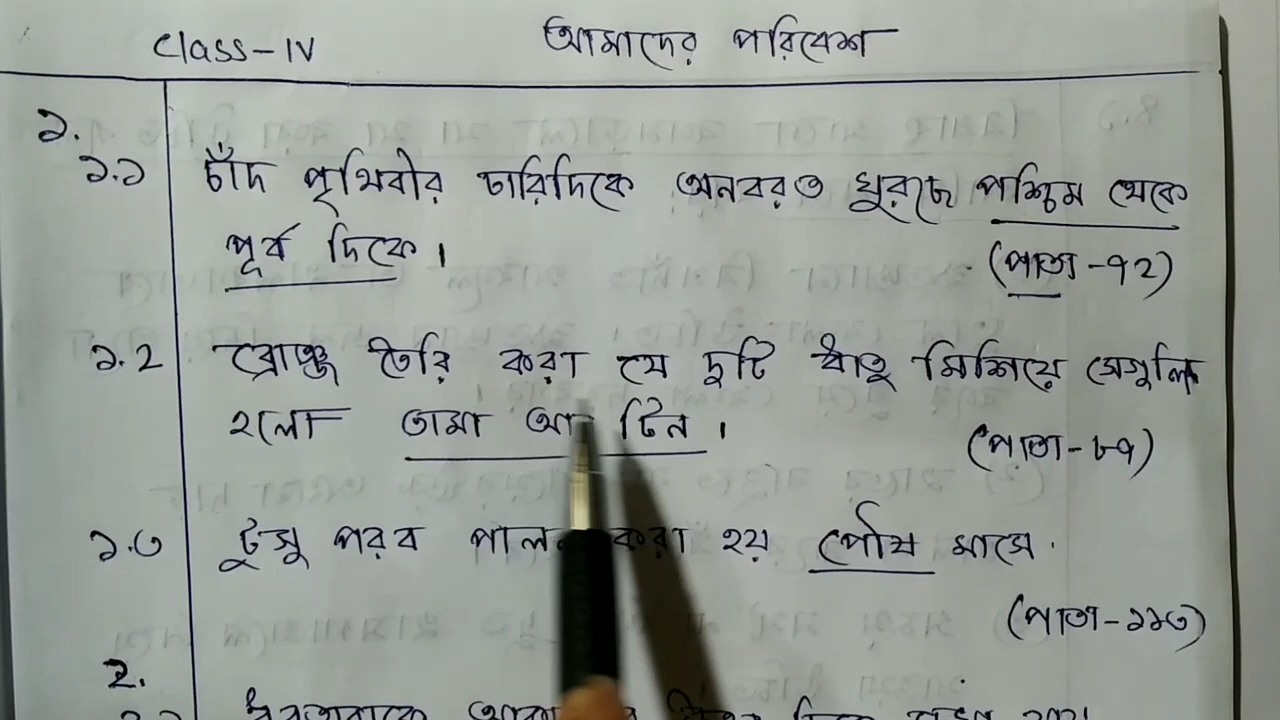 Class-IV আমাদের পরিবেশ
১.
১.১ চাঁদ পৃথিবীর চারিদিকে অনবরত ঘুরছে পশ্চিম থেকে
পূর্ব দিকে।
(পাতা-৭২)
১.২ ব্রোঞ্জ তৈরি করা যে দুটি ধাতু মিশিয়ে সেগুলি
হলো তামা আর টিন।
(পাতা-৮৭)
১.৩ টুসু পরব পালন করা হয় পৌষ মাসে.
(পাতা-১১৩)
২.